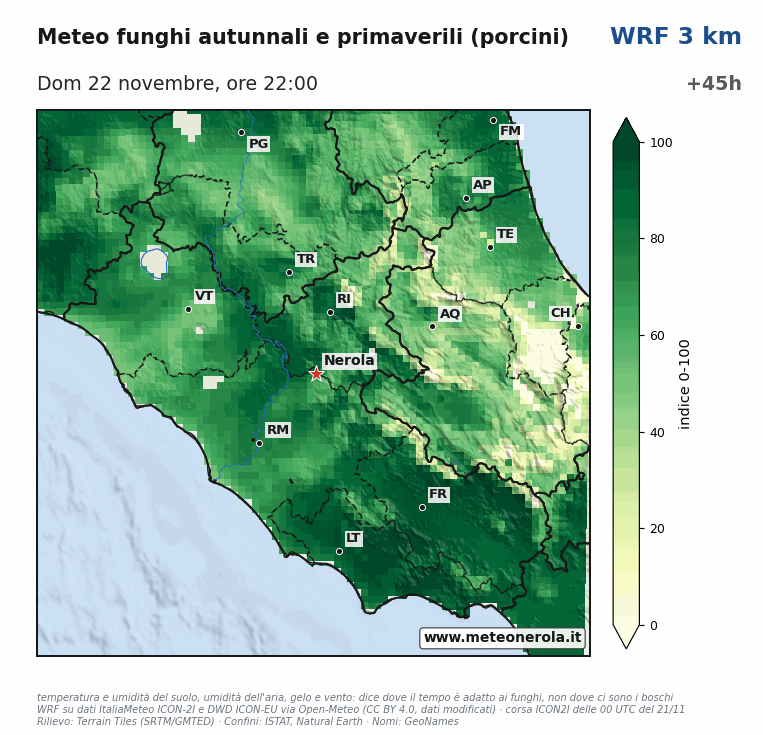 Meteo funghi autunnali e primaverili (porcini)
WRF 3 km
Dom 22 novembre, ore 22:00
+45h
PG
FM
AP
TE
TR
VT
RI
AQ
CH
Nerola
RM
FR
LT
www.meteonerola.it
100
80
60
40
20
0
indice 0-100
temperatura e umidità del suolo, umidità dell'aria, gelo e vento: dice dove il tempo è adatto ai funghi, non dove ci sono i boschi
WRF su dati ItaliaMeteo ICON-2I e DWD ICON-EU via Open-Meteo (CC BY 4.0, dati modificati) · corsa ICON2I delle 00 UTC del 21/11
Rilievo: Terrain Tiles (SRTM/GMTED) · Confini: ISTAT, Natural Earth · Nomi: GeoNames